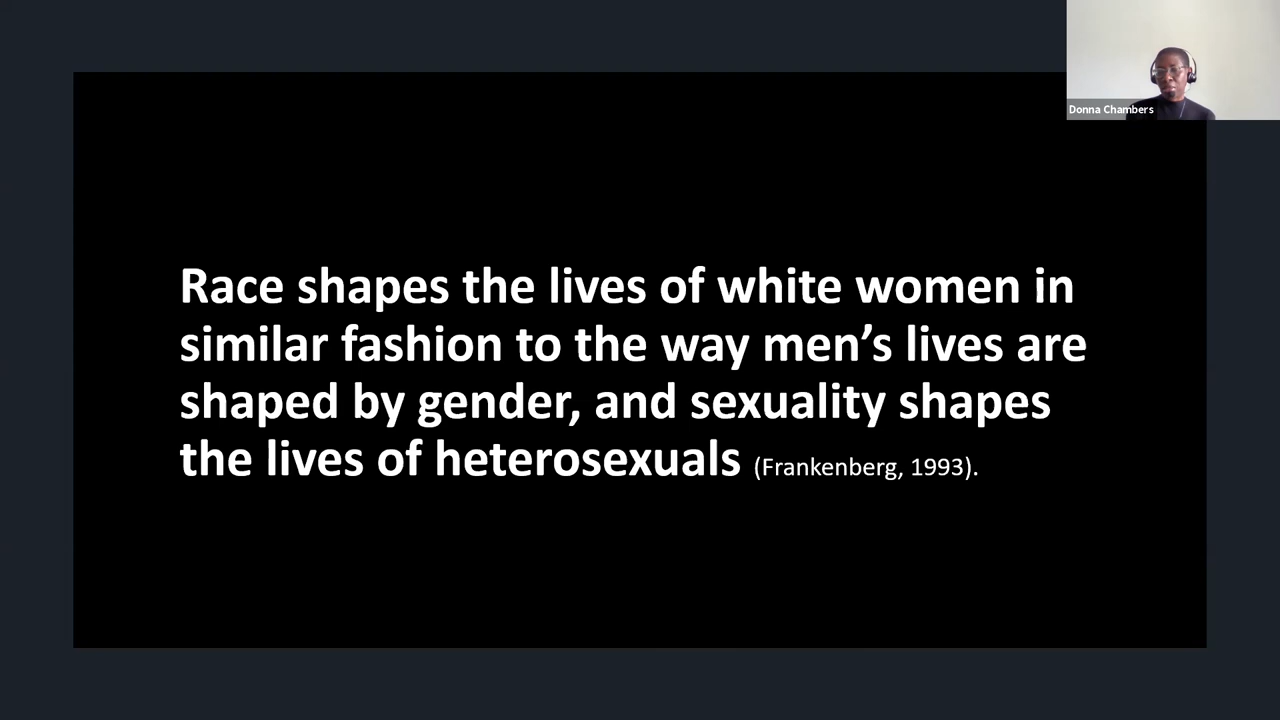 Donna Chambers
Race shapes the lives of white women in
similar fashion to the way men’s lives are
shaped by gender, and sexuality shapes
the lives of heterosexuals (Frankenberg, 1993).